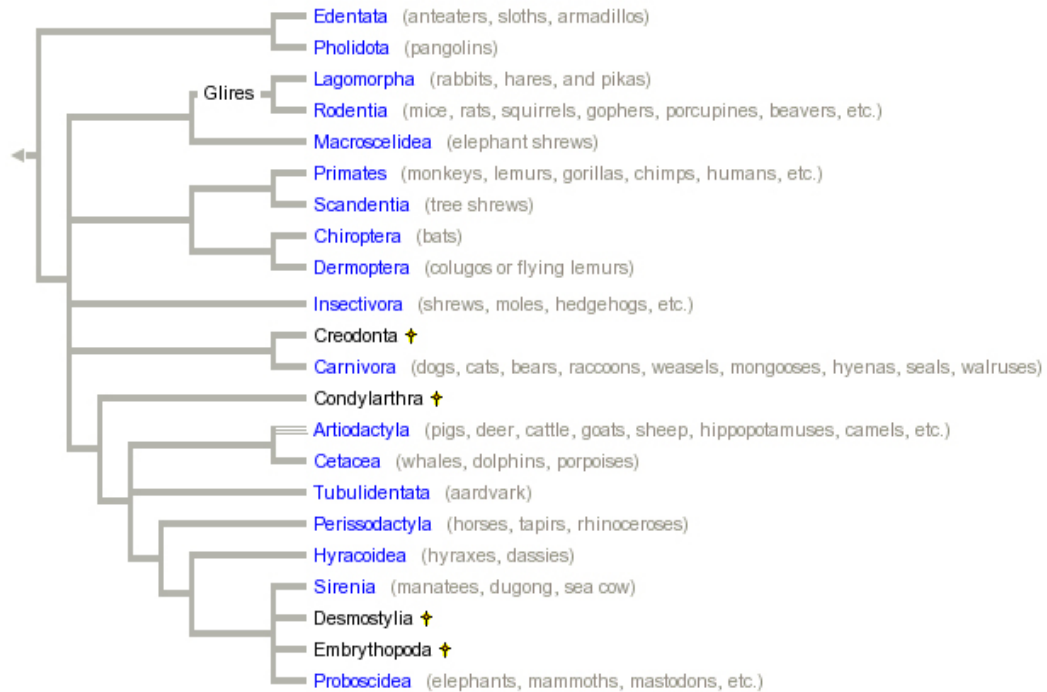 Edentata (anteaters, sloths, armadillos)
Pholidota (pangolins)
Lagomorpha (rabbits, hares, and pikas)
Glires
Rodentia (mice, rats, squirrels, gophers, porcupines, beavers, etc.)
Macroscelidea (elephant shrews)
Primates (monkeys, lemurs, gorillas, chimps, humans, etc.)
Scandentia (tree shrews)
Chiroptera (bats)
Dermoptera (colugos or flying lemurs)
Insectivora (shrews, moles, hedgehogs, etc.)
Creodonta
Carnivora (dogs, cats, bears, raccoons, weasels, mongooses, hyenas, seals, walruses)
Condylarthra
Artiodactyla (pigs, deer, cattle, goats, sheep, hippopotamuses, camels, etc.)
Cetacea (whales, dolphins, porpoises)
Tubulidentata (aardvark)
Perissodactyla (horses, tapirs, rhinoceroses)
Hyracoidea (hyraxes, dassies)
Sirenia (manatees, dugong, sea cow)
Desmostylia
Embrythopoda
Proboscidea (elephants, mammoths, mastodons, etc.)